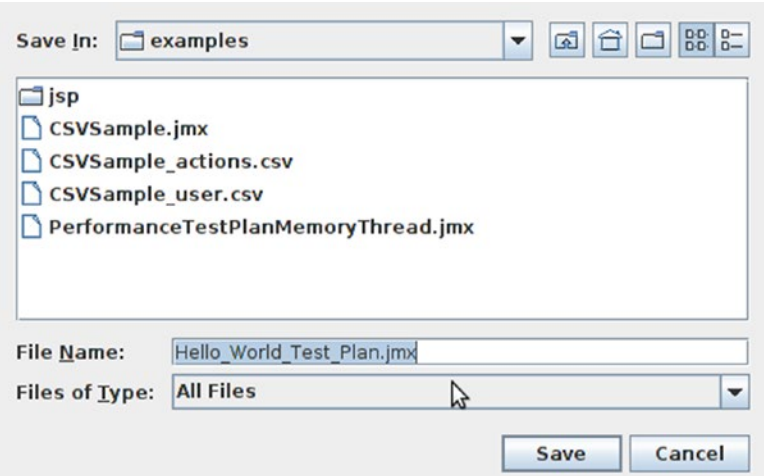 Save In: examples
jsp
CSVSample.jmx
CSVSample_actions.csv
CSVSample_user.csv
PerformanceTestPlanMemoryThread.jmx
File Name: Hello_World_Test_Plan.jmx
Files of Type: All Files
Save Cancel